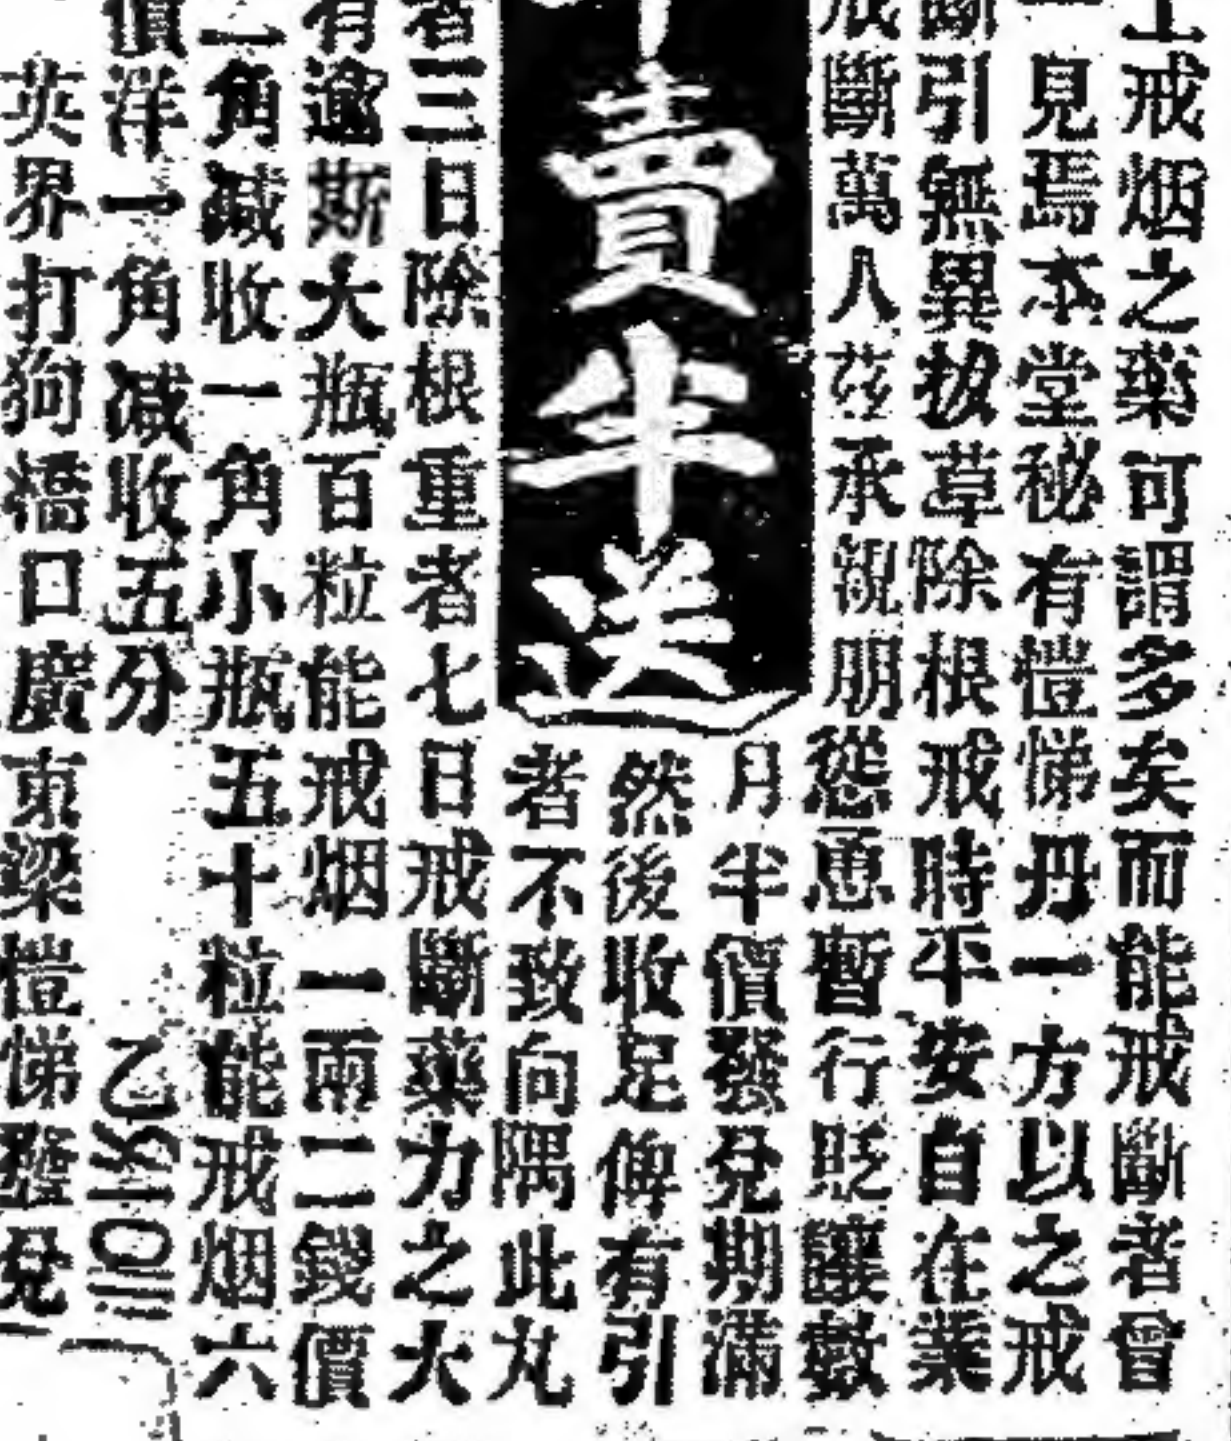 上戒烟之藥可謂多矣而能戒斷者曾
一見焉本堂秘有愷悌丹一方以之戒
斷引無異拔草除根戒時平安自在業
戒斷萬人茲承親朋慫恿暫行貶讓數
月半價發兌期滿
然後收足俾有引
者不致向隅此丸
半賣半送
者三日除根重者七日戒斷藥力之大
有逾斯大瓶百粒能戒烟一兩二錢價
二角減收一角小瓶五十粒能戒烟六
價洋一角減收五分
英界打狗橋口廣東梁愷悌發兌